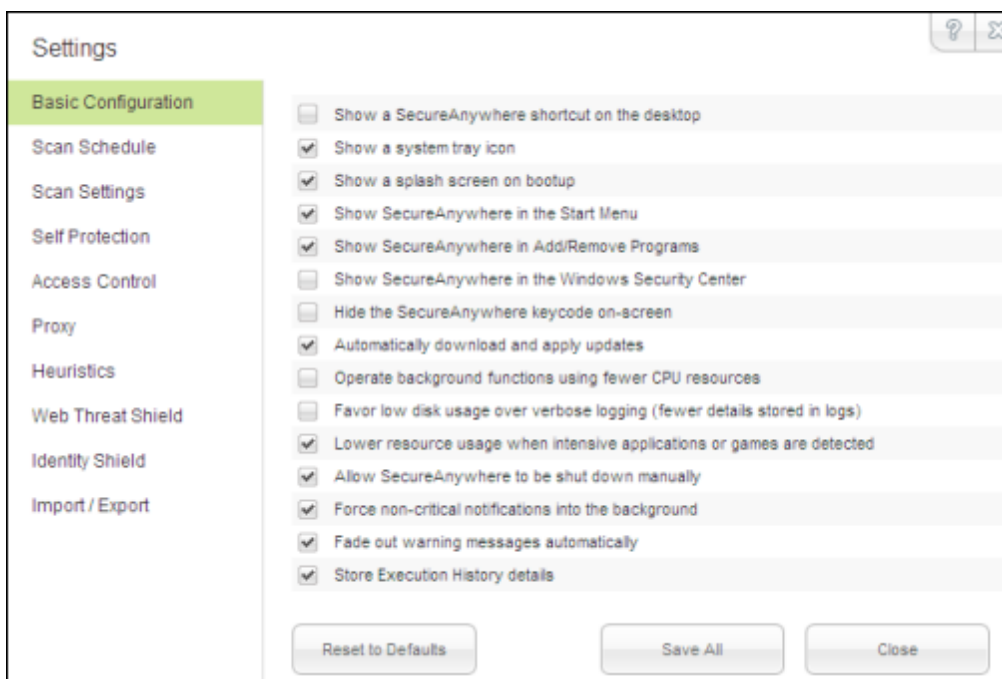 Settings
Basic Configuration
Scan Schedule
Scan Settings
Self Protection
Access Control
Proxy
Heuristics
Web Threat Shield
Identity Shield
Import / Export
Show a SecureAnywhere shortcut on the desktop
Show a system tray icon
Show a splash screen on bootup
Show SecureAnywhere in the Start Menu
Show SecureAnywhere in Add/Remove Programs
Show SecureAnywhere in the Windows Security Center
Hide the SecureAnywhere keycode on-screen
Automatically download and apply updates
Operate background functions using fewer CPU resources
Favor low disk usage over verbose logging (fewer details stored in logs)
Lower resource usage when intensive applications or games are detected
Allow SecureAnywhere to be shut down manually
Force non-critical notifications into the background
Fade out warning messages automatically
Store Execution History details
Reset to Defaults
Save All
Close